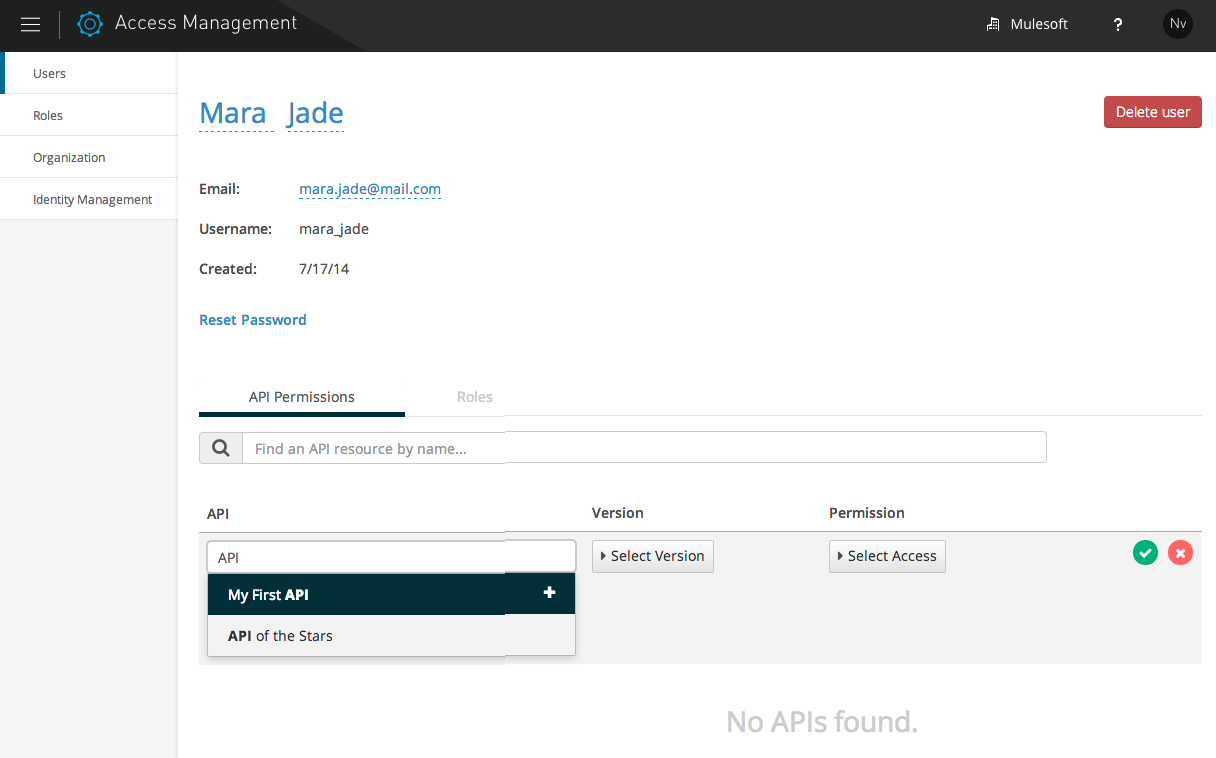 Access Management
Mulesoft
?
Nv
Users
Roles
Organization
Identity Management
Mara Jade
Delete user
Email: mara.jade@mail.com
Username: mara_jade
Created: 7/17/14
Reset Password
API Permissions Roles
Find an API resource by name...
API Version Permission
API Select Version Select Access
My First API
API of the Stars
No APIs found.